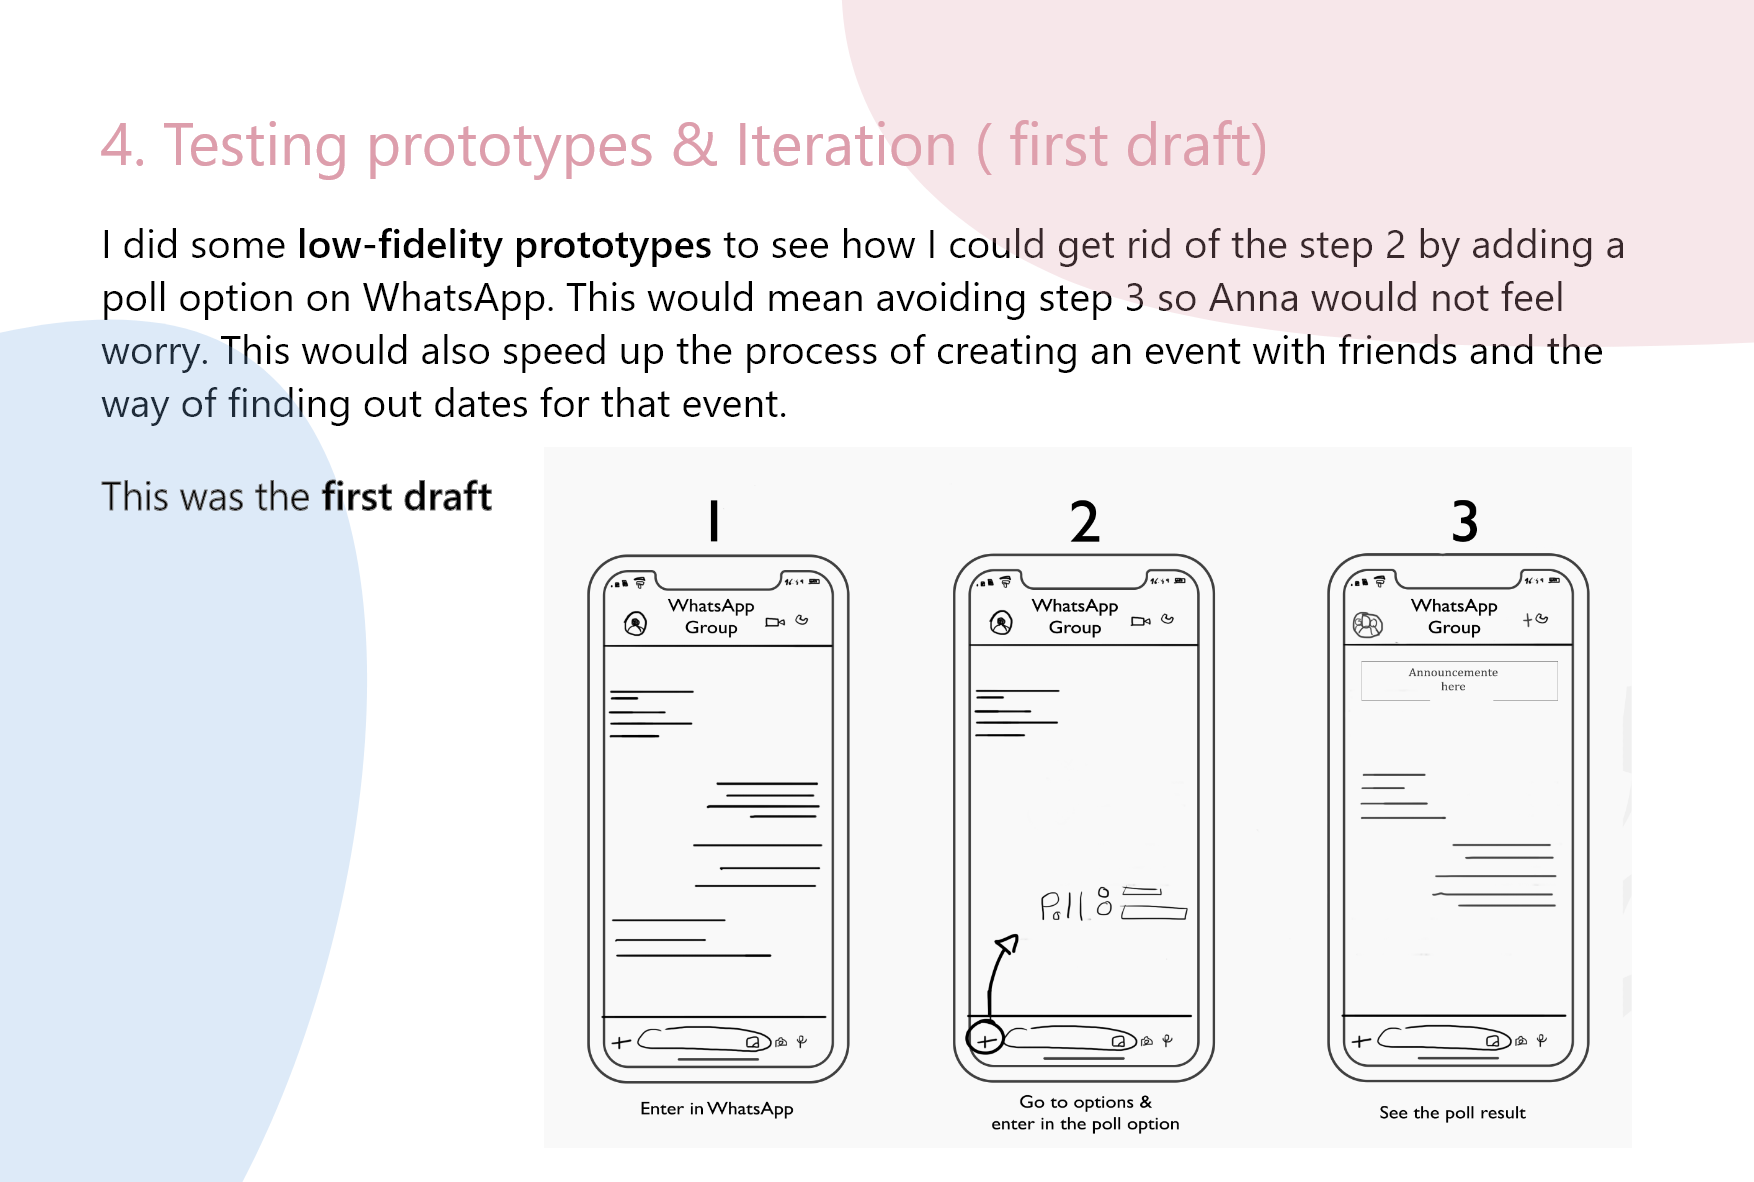 4. Testing prototypes & Iteration ( first draft)
I did some low-fidelity prototypes to see how I could get rid of the step 2 by adding a
poll option on WhatsApp. This would mean avoiding step 3 so Anna would not feel
worry. This would also speed up the process of creating an event with friends and the
way of finding out dates for that event.
This was the first draft
1
WhatsApp
Group
Enter in WhatsApp
2
WhatsApp
Group
Poll
Go to options &
enter in the poll option
3
WhatsApp
Group
Announcemente
here
See the poll result